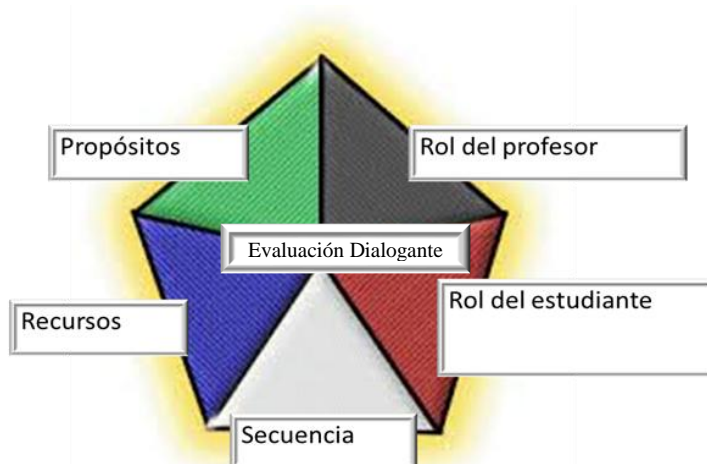 Propósitos
Rol del profesor
Evaluación Dialogante
Recursos
Rol del estudiante
Secuencia